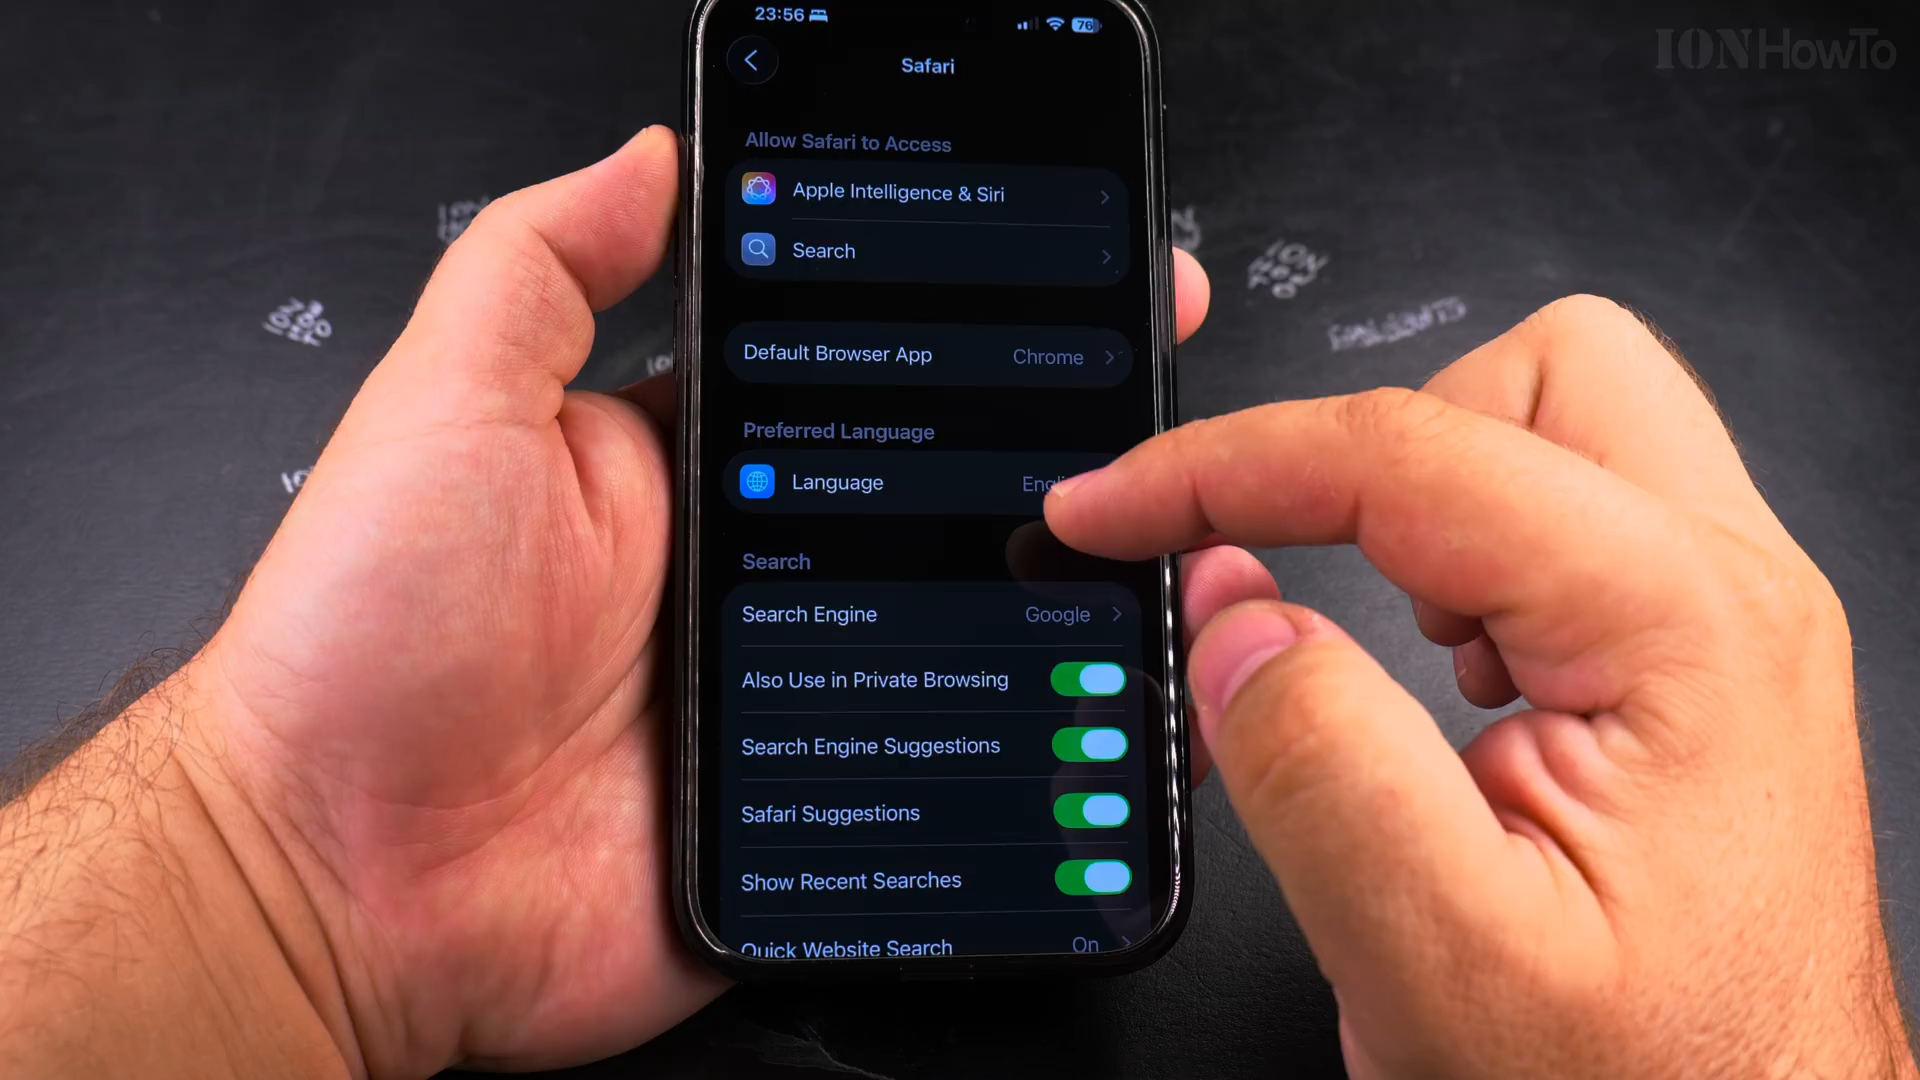 23:56
76
ION HowTo
Safari
Allow Safari to Access
Apple Intelligence & Siri
Search
Default Browser App Chrome
Preferred Language
Language
Search
Search Engine Google
Also Use in Private Browsing
Search Engine Suggestions
Safari Suggestions
Show Recent Searches
Quick Website Search On